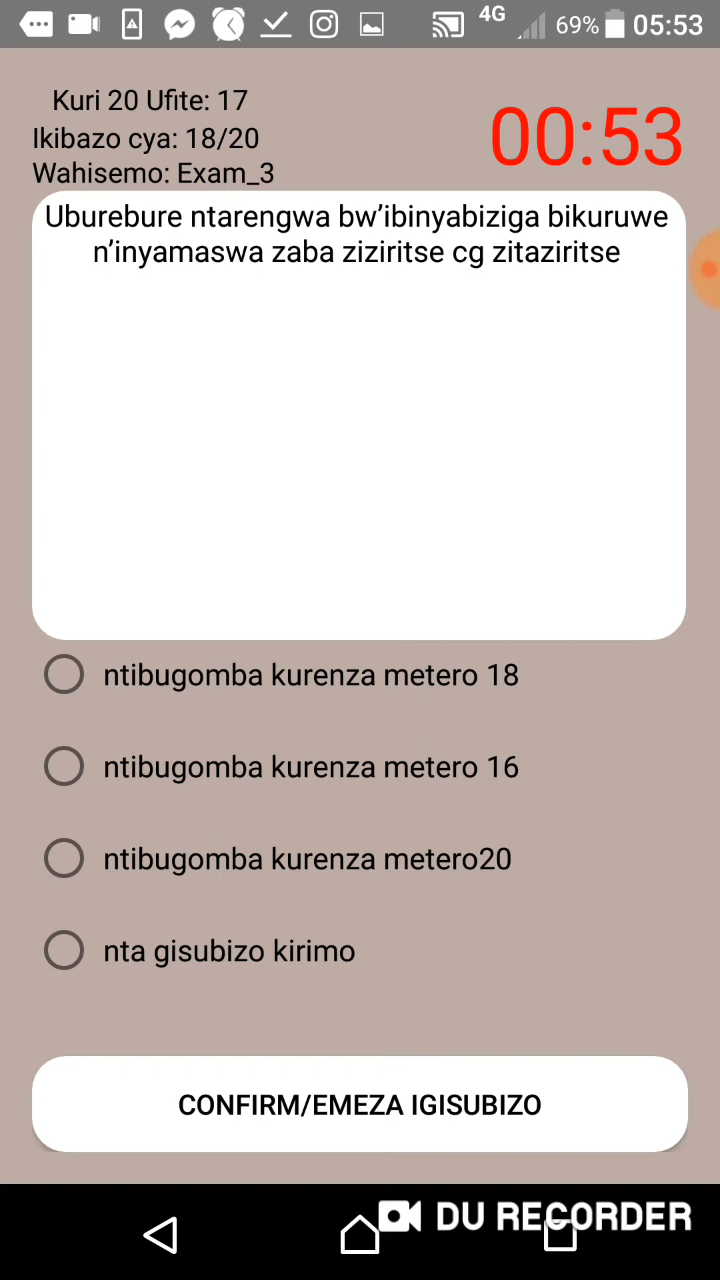 4G 69% 05:53
Kuri 20 Ufite: 17
00:53
Ikibazo cya: 18/20
Wahisemo: Exam_3
Uburebure ntarengwa bw’ibinyabiziga bikuruwe
n’inyamaswa zaba ziziritse cg zitaziritse
ntibugomba kurenza metero 18
ntibugomba kurenza metero 16
ntibugomba kurenza metero20
nta gisubizo kirimo
CONFIRM/EMEZA IGISUBIZO
DU RECORDER